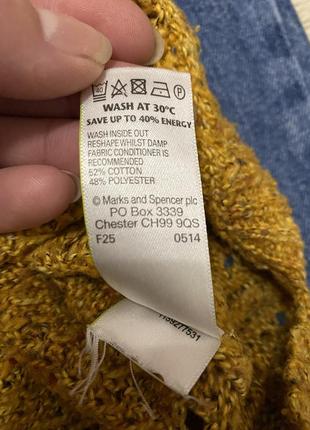 40 P
WASH AT 30°C
SAVE UP TO 40% ENERGY
WASH INSIDE OUT
RESHAPE WHILST DAMP
FABRIC CONDITIONER IS
RECOMMENDED
52% COTTON
48% POLYESTER
© Marks and Spencer plc
PO Box 3339
Chester CH99 9QS
F25 0514